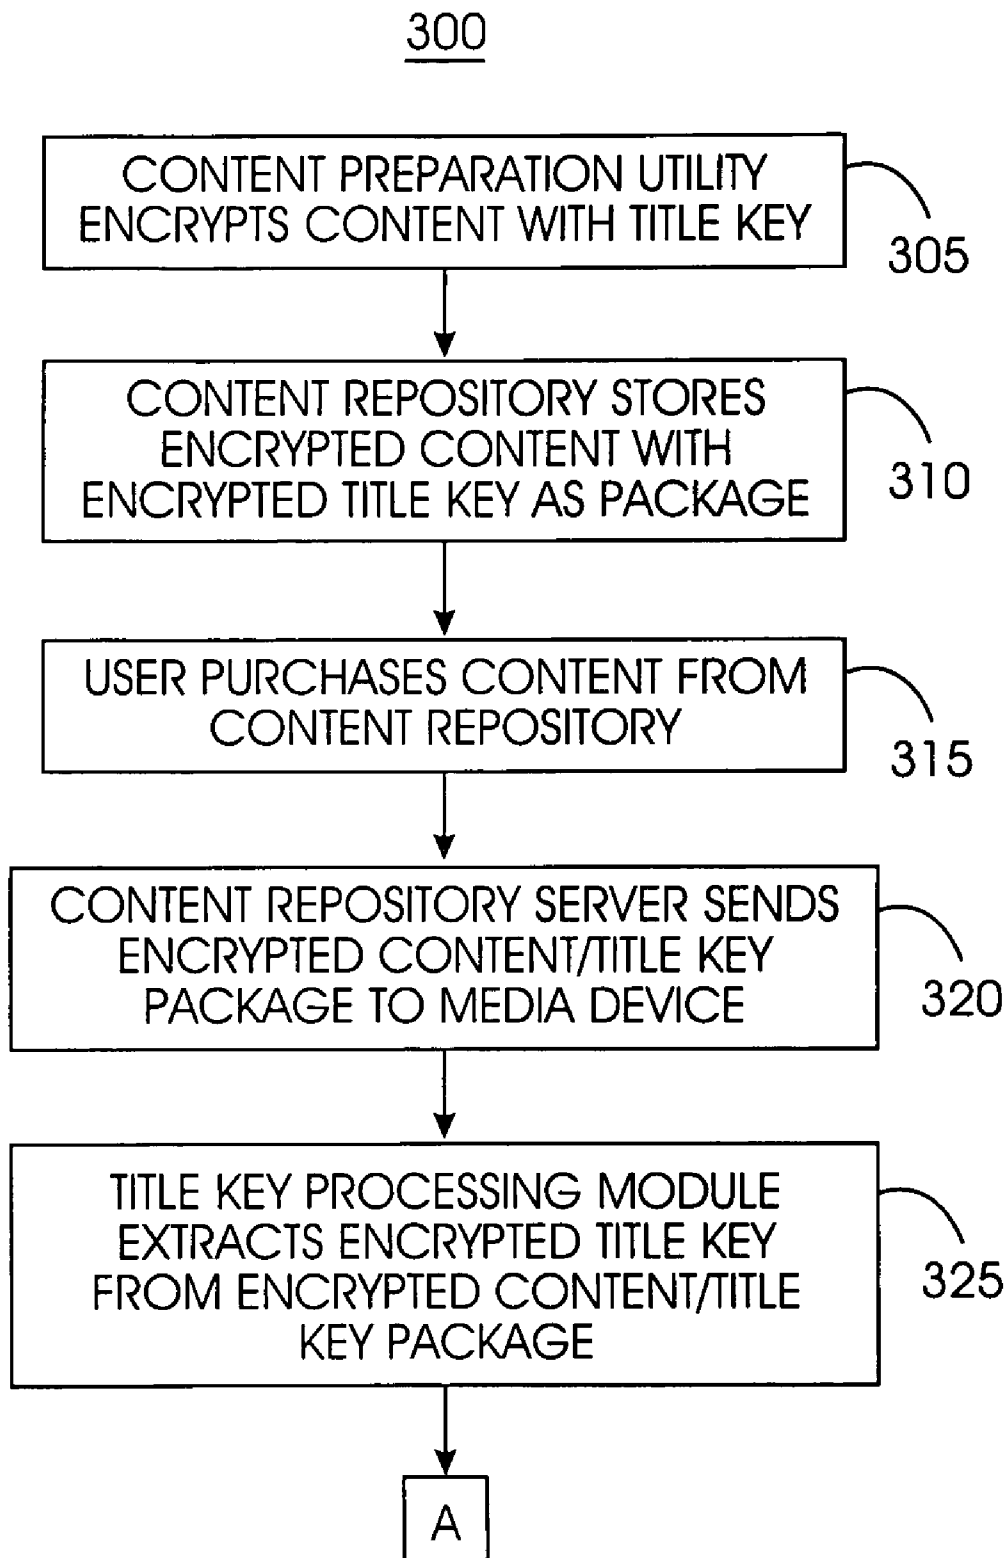 300
CONTENT PREPARATION UTILITY
ENCRYPTS CONTENT WITH TITLE KEY
305
CONTENT REPOSITORY STORES
ENCRYPTED CONTENT WITH
ENCRYPTED TITLE KEY AS PACKAGE
310
USER PURCHASES CONTENT FROM
CONTENT REPOSITORY
315
CONTENT REPOSITORY SERVER SENDS
ENCRYPTED CONTENT/TITLE KEY
PACKAGE TO MEDIA DEVICE
320
TITLE KEY PROCESSING MODULE
EXTRACTS ENCRYPTED TITLE KEY
FROM ENCRYPTED CONTENT/TITLE
KEY PACKAGE
325
A